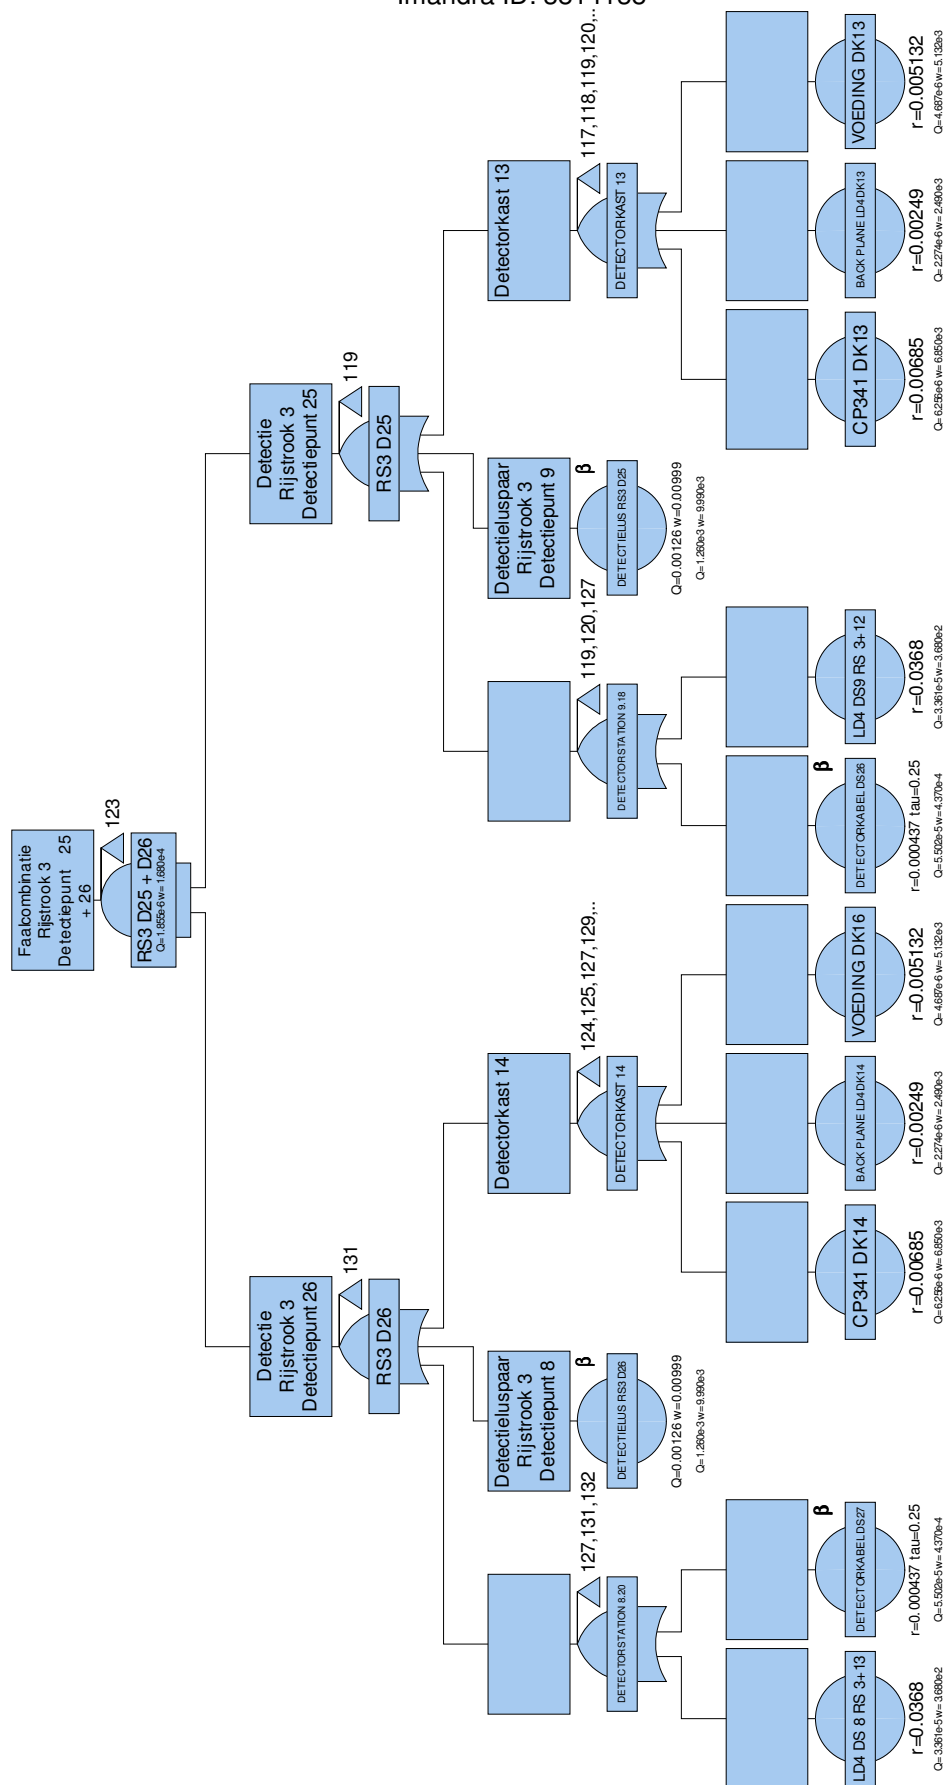 Faalcombinatie
Rijstrook 3
Detectiepunt 25
+ 26
123
RS3 D25 + D26
Q=1.855e-6 w=1.680e-4
Detectie
Rijstrook 3
Detectiepunt 26
131
RS3 D26
Detectie
Rijstrook 3
Detectiepunt 25
119
RS3 D25
127,131,132
DETECTORSTATION 8.20
Detectieluspaar
Rijstrook 3
Detectiepunt 8
β
DETECTIELUS RS3 D26
Q=0.00126 w=0.00999
Q=1.260e-3 w=9.990e-3
Detectorkast 14
124,125,127,129,..
DETECTORKAST 14
119,120,127
DETECTORSTATION 9.18
Detectieluspaar
Rijstrook 3
Detectiepunt 9
β
DETECTIELUS RS3 D25
Q=0.00126 w=0.00999
Q=1.260e-3 w=9.990e-3
Detectorkast 13
117,118,119,120,..
DETECTORKAST 13
LD4 DS 8 RS 3+13
r=0.0368
Q=3.361e-5 w=3.680e-2
β
DETECTORKABEL DS27
r=0.000437 tau=0.25
Q=5.502e-5 w=4.370e-4
CP341 DK14
r=0.00685
Q=6.256e-6 w=6.850e-3
BACK PLANE LD4 DK14
r=0.00249
Q=2.274e-6 w=2.490e-3
VOEDING DK16
r=0.005132
Q=4.687e-6 w=5.132e-3
β
DETECTORKABEL DS26
r=0.000437 tau=0.25
Q=5.502e-5 w=4.370e-4
LD4 DS9 RS 3+12
r=0.0368
Q=3.361e-5 w=3.680e-2
CP341 DK13
r=0.00685
Q=6.256e-6 w=6.850e-3
BACK PLANE LD4 DK13
r=0.00249
Q=2.274e-6 w=2.490e-3
VOEDING DK13
r=0.005132
Q=4.687e-6 w=5.132e-3